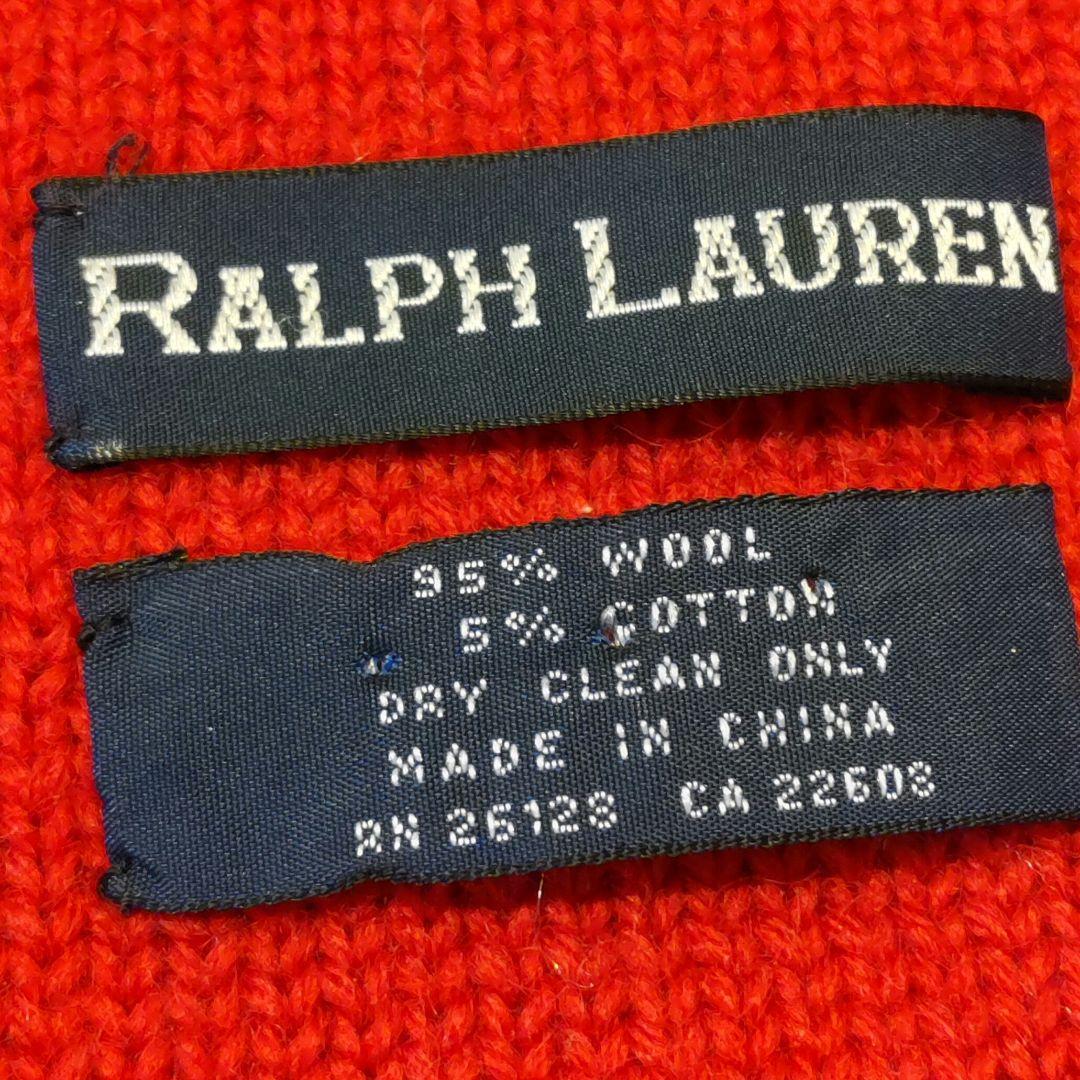 RALPH LAUREN
95% WOOL
5% COTTON
DRY CLEAN ONLY
MADE IN CHINA
RN 26128 CA 22608